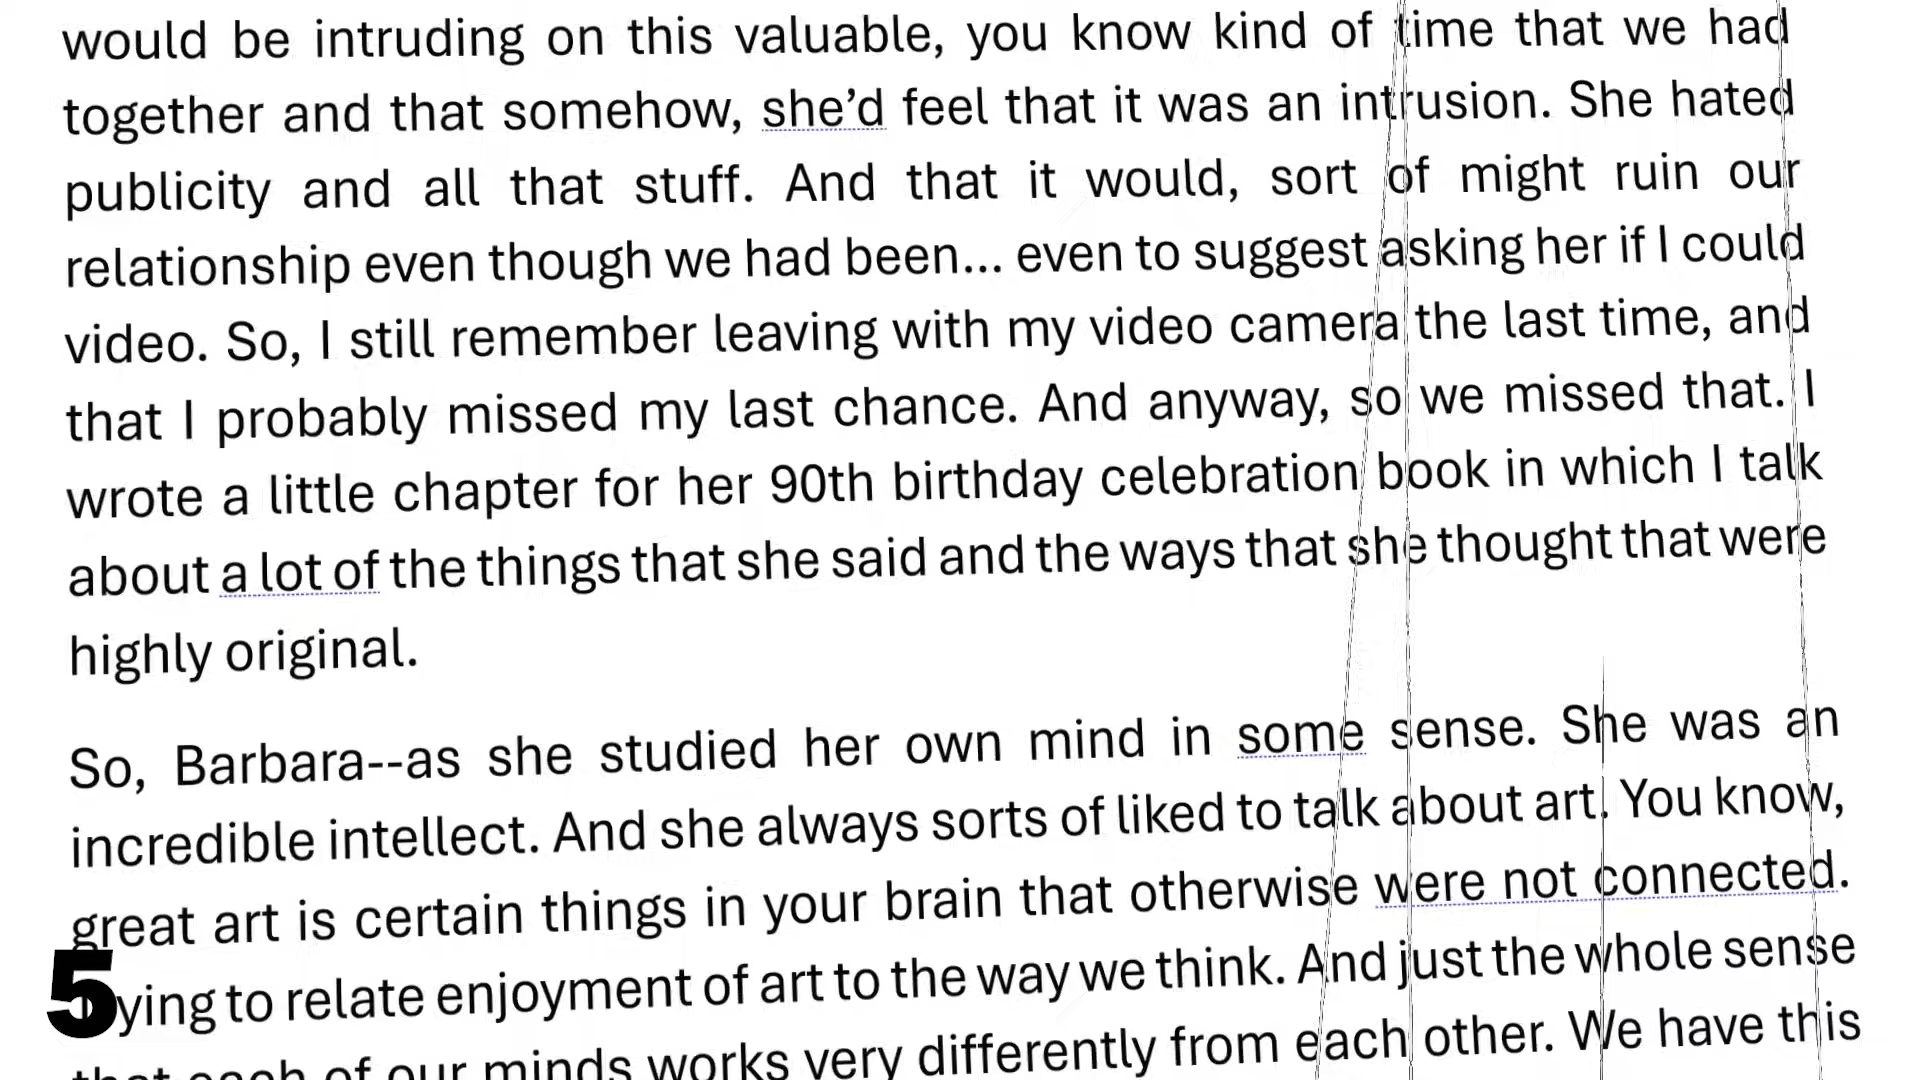 would be intruding on this valuable, you know kind of time that we had
together and that somehow, she’d feel that it was an intrusion. She hated
publicity and all that stuff. And that it would, sort of might ruin our
relationship even though we had been... even to suggest asking her if I could
video. So, I still remember leaving with my video camera the last time, and
that I probably missed my last chance. And anyway, so we missed that. I
wrote a little chapter for her 90th birthday celebration book in which I talk
about a lot of the things that she said and the ways that she thought that were
highly original.
So, Barbara--as she studied her own mind in some sense. She was an
incredible intellect. And she always sorts of liked to talk about art. You know,
great art is certain things in your brain that otherwise were not connected.
to relate enjoyment of art to the way we think. And just the whole sense
that each of our minds works very differently from each other. We have this
5